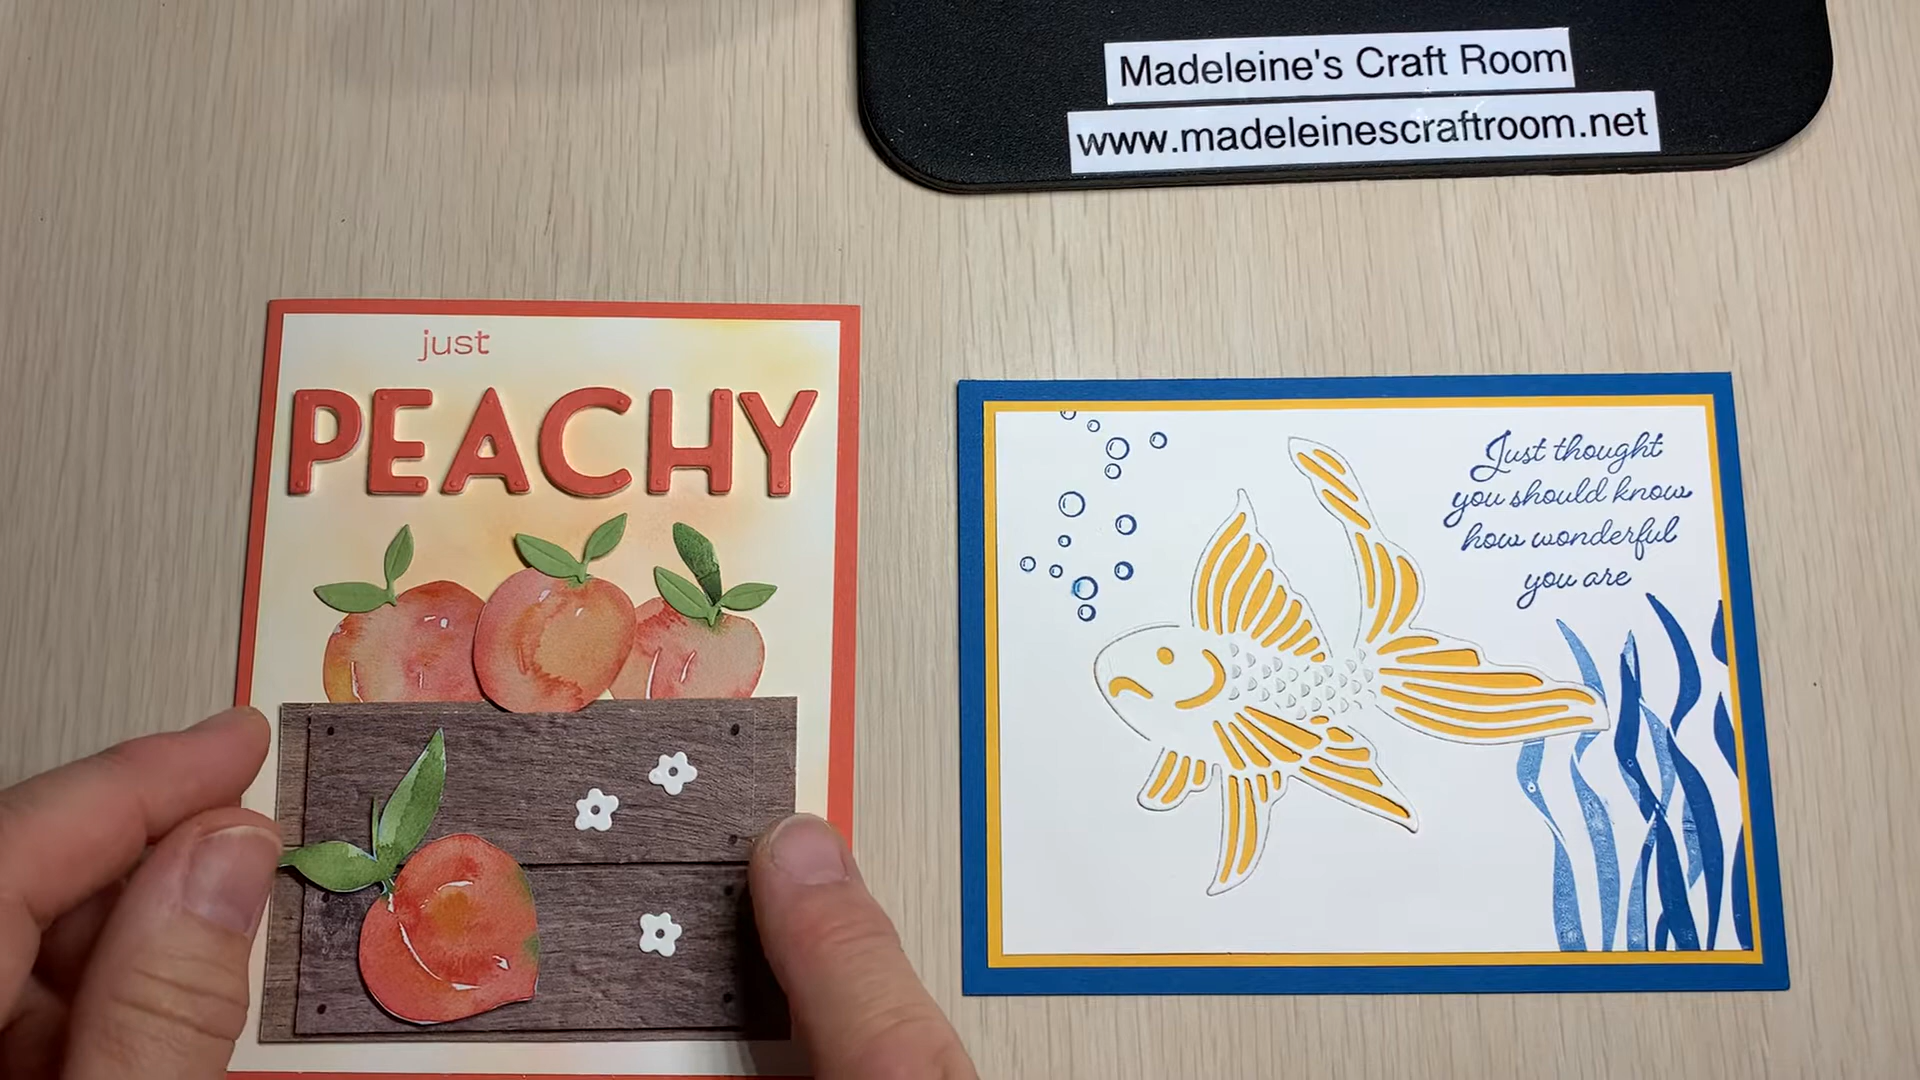 Madeleine's Craft Room
www.madeleinescraftroom.net
just
PEACHY
Just thought
you should know
how wonderful
you are